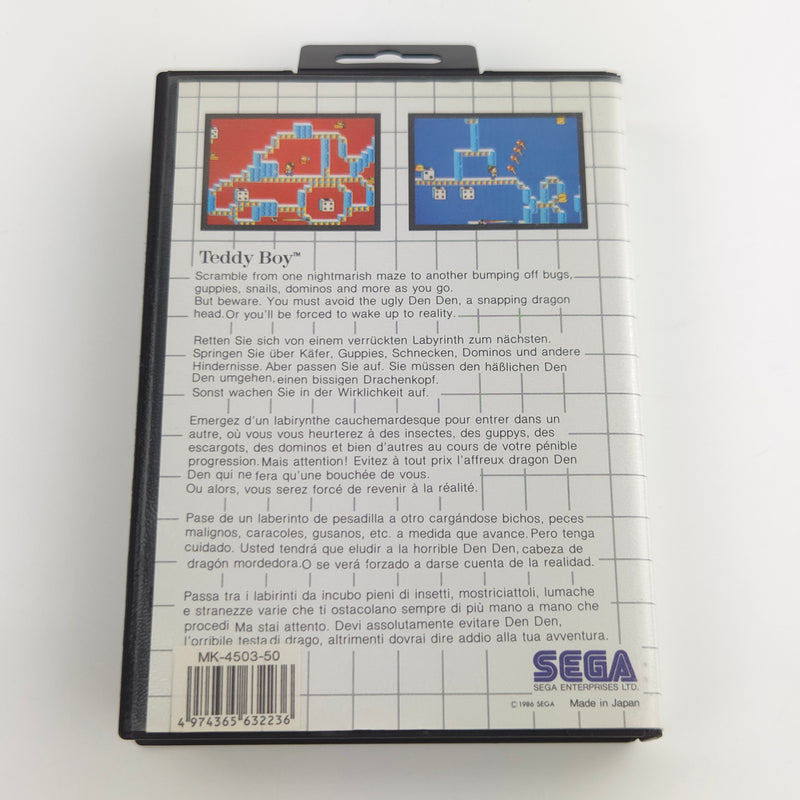 Teddy Boy™
Scramble from one nightmarish maze to another bumping off bugs,
guppies, snails, dominos and more as you go.
But beware. You must avoid the ugly Den Den, a snapping dragon
head. Or you'll be forced to wake up to reality.
Retten Sie sich von einem verrückten Labyrinth zum nächsten.
Springen Sie über Käfer, Guppies, Schnecken, Dominos und andere
Hindernisse. Aber passen Sie auf. Sie müssen den häßlichen Den
Den umgehen, einen bissigen Drachenkopf.
Sonst wachen Sie in der Wirklichkeit auf.
Emergez d'un labirynthe cauchemardesque pour entrer dans un
autre, où vous vous heurterez à des insectes, des guppys, des
escargots, des dominos et bien d'autres au cours de votre pénible
progression. Mais attention! Evitez à tout prix l'affreux dragon Den
Den qui ne fera qu'une bouchée de vous.
Ou alors, vous serez forcé de revenir à la réalité.
Pase de un laberinto de pesadilla a otro cargándose bichos, peces
malignos, caracoles, gusanos, etc. a medida que avance. Pero tenga
cuidado. Usted tendrá que eludir a la horrible Den Den, cabeza de
dragón mordedora. O se verá forzado a darse cuenta de la realidad.
Passa tra i labirinti da incubo pieni di insetti, mostriciattoli, lumache
e stranezze varie che ti ostacolano sempre di più mano a mano che
procedi Ma stai attento. Devi assolutamente evitare Den Den,
l'orribile testa di drago, altrimenti dovrai dire addio alla tua avventura.
MK-4503-50
4 974365 632236
SEGA
SEGA ENTERPRISES LTD.
© 1986 SEGA Made in Japan